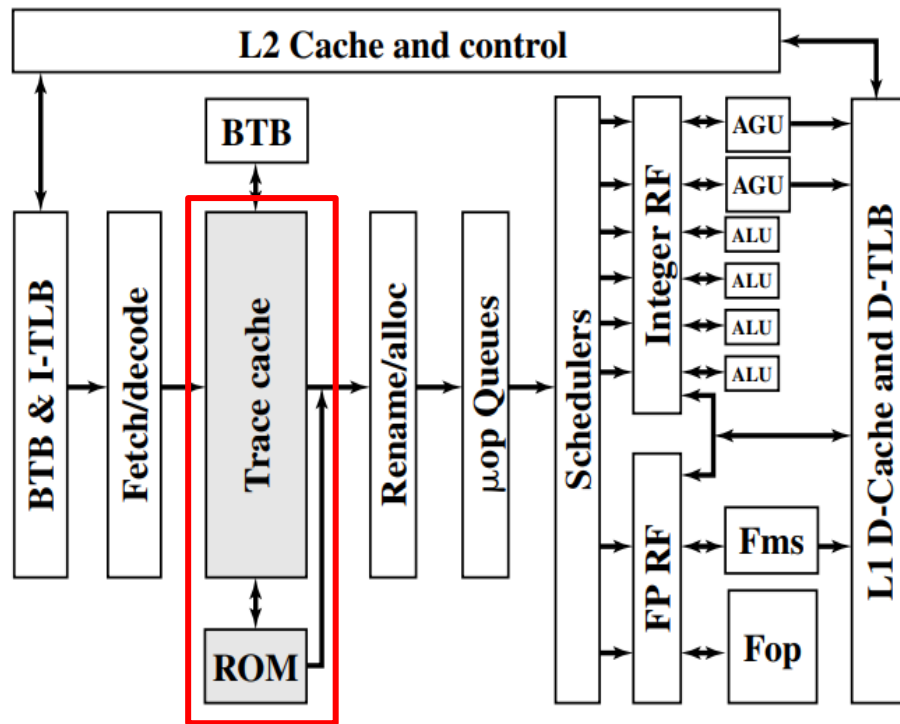 L2 Cache and control
BTB
BTB & I-TLB
Fetch/decode
Trace cache
ROM
Rename/alloc
μop Queues
Schedulers
Integer RF
FP RF
AGU
AGU
ALU
ALU
ALU
ALU
Fms
Fop
L1 D-Cache and D-TLB